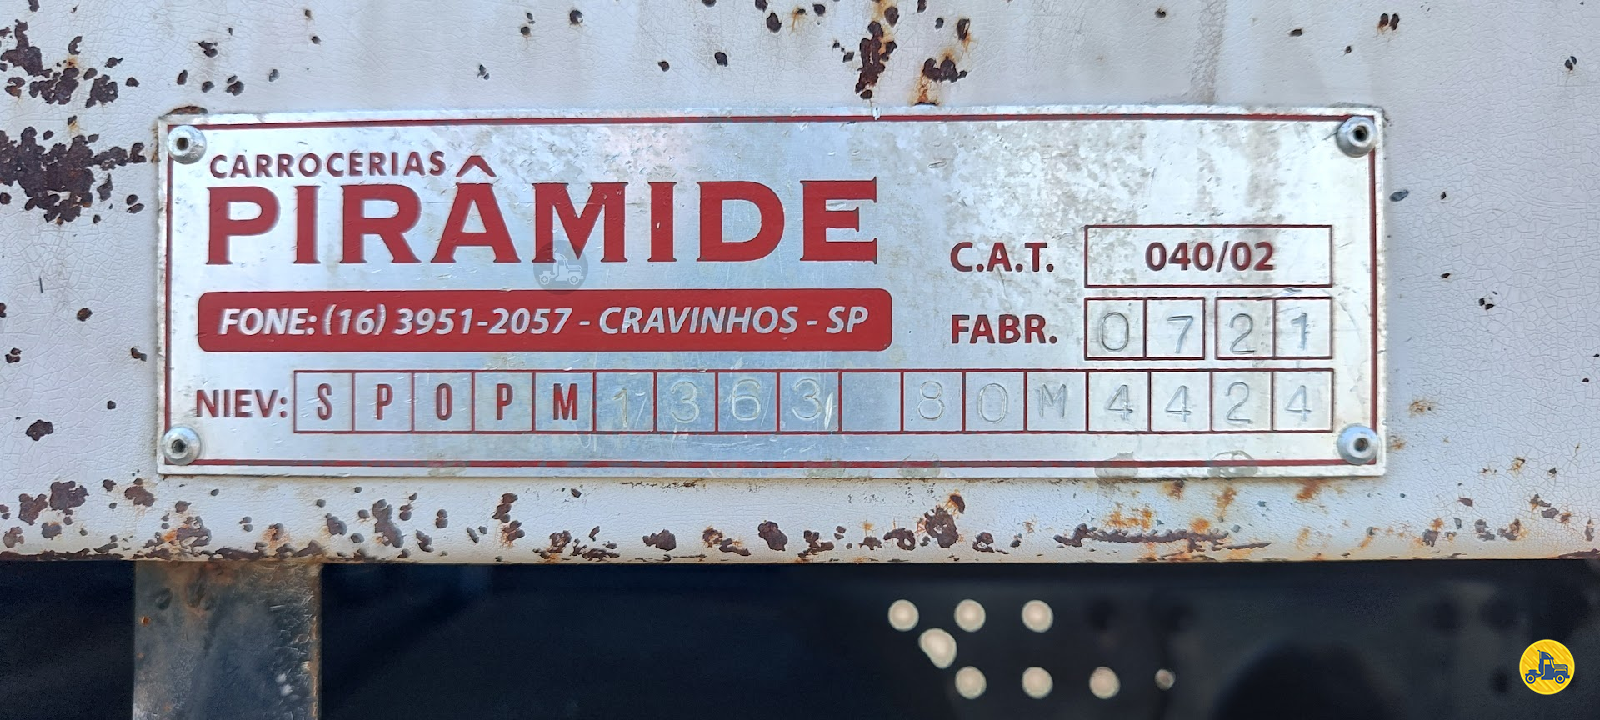 CARROCERIAS
PIRÂMIDE
FONE: (16) 3951-2057 - CRAVINHOS - SP
C.A.T. 040/02
FABR. 0721
NIEV: SPOPM1363 80M4424